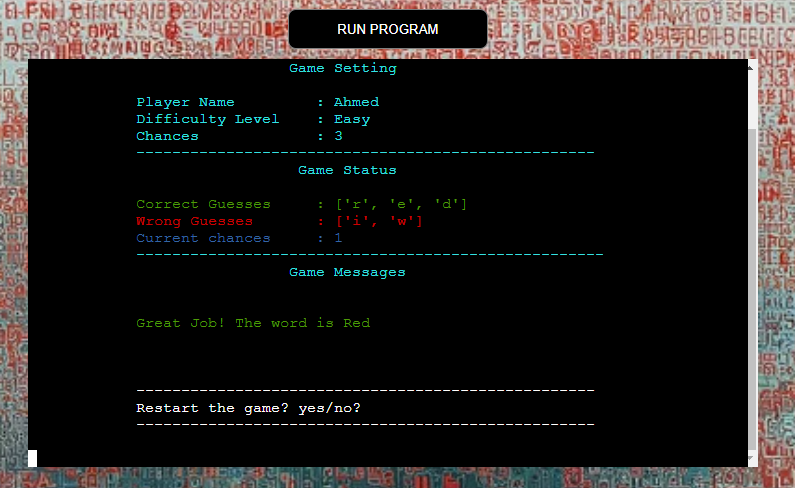 RUN PROGRAM
Game Setting
Player Name : Ahmed
Difficulty Level : Easy
Chances : 3
---------------------------------------------------
Game Status
Correct Guesses : ['r', 'e', 'd']
Wrong Guesses : ['i', 'w']
Current chances : 1
----------------------------------------------------
Game Messages
Great Job! The word is Red
---------------------------------------------------
Restart the game? yes/no?
---------------------------------------------------